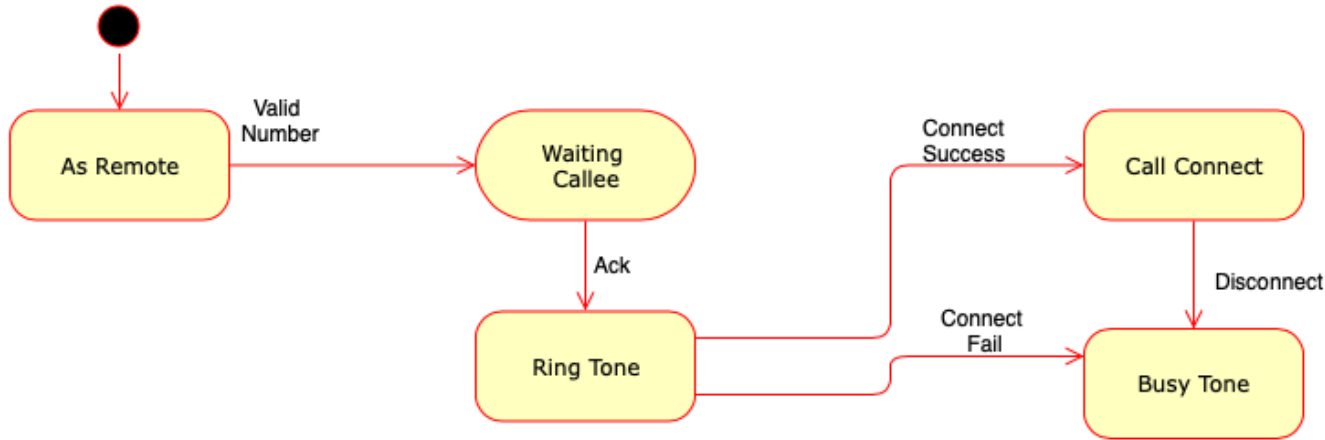 Valid
Number
As Remote
Waiting
Callee
Connect
Success
Call Connect
Ack
Disconnect
Ring Tone
Connect
Fail
Busy Tone